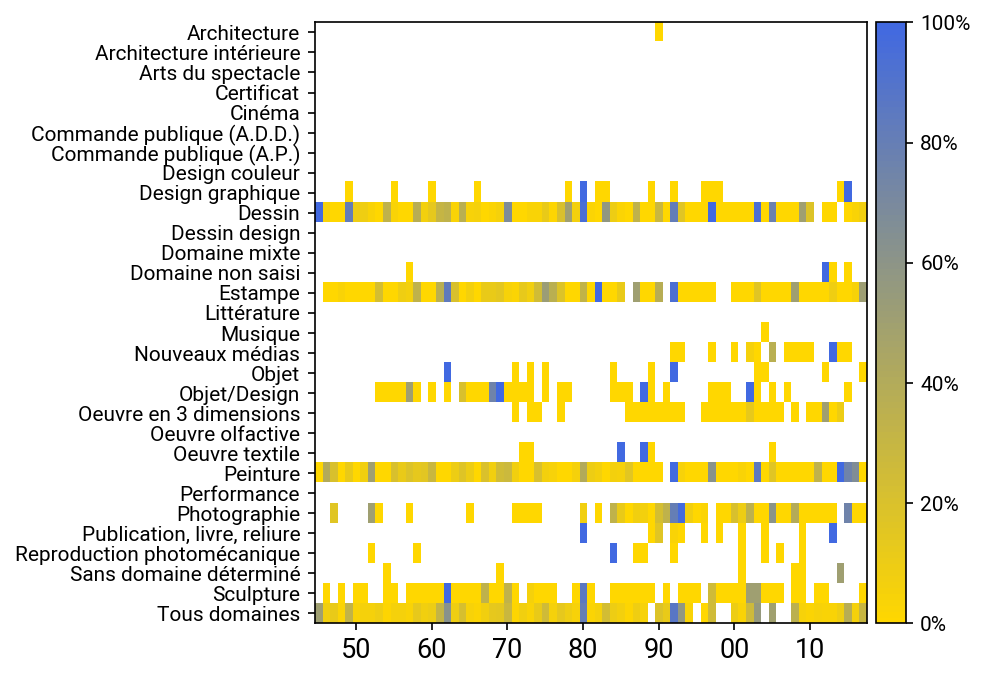 Architecture
Architecture intérieure
Arts du spectacle
Certificat
Cinéma
Commande publique (A.D.D.)
Commande publique (A.P.)
Design couleur
Design graphique
Dessin
Dessin design
Domaine mixte
Domaine non saisi
Estampe
Littérature
Musique
Nouveaux médias
Objet
Objet/Design
Oeuvre en 3 dimensions
Oeuvre olfactive
Oeuvre textile
Peinture
Performance
Photographie
Publication, livre, reliure
Reproduction photomécanique
Sans domaine déterminé
Sculpture
Tous domaines
50 60 70 80 90 00 10
100%
80%
60%
40%
20%
0%